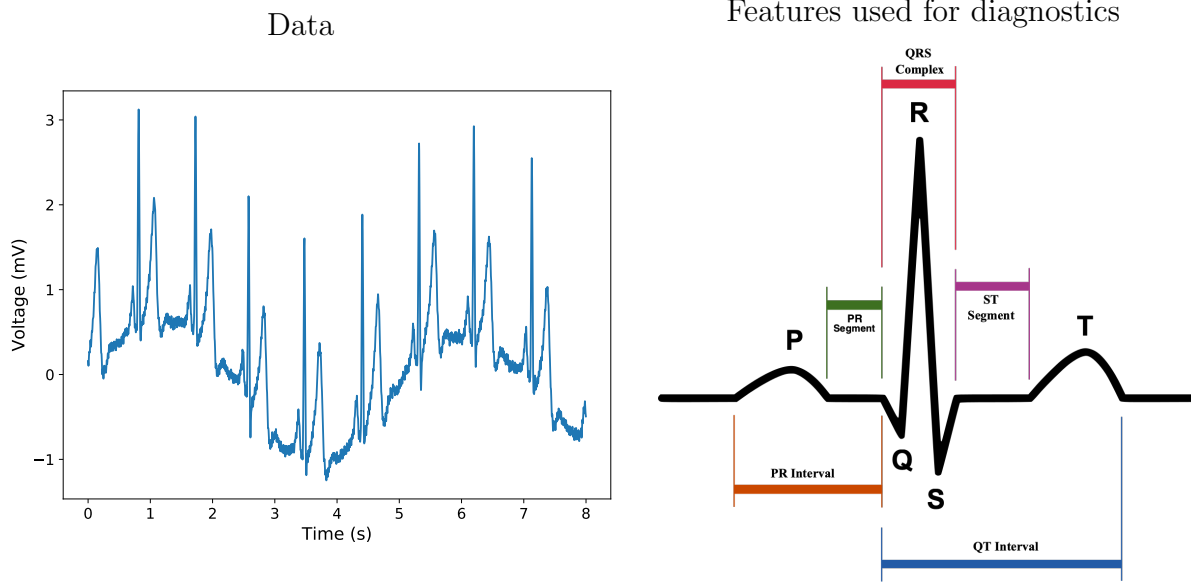 Data
Features used for diagnostics
Voltage (mV)
3
2
1
0
−1
0
1
2
3
4
5
6
7
8
Time (s)
QRS
Complex
R
PR
Segment
ST
Segment
P
T
Q
S
PR Interval
QT Interval